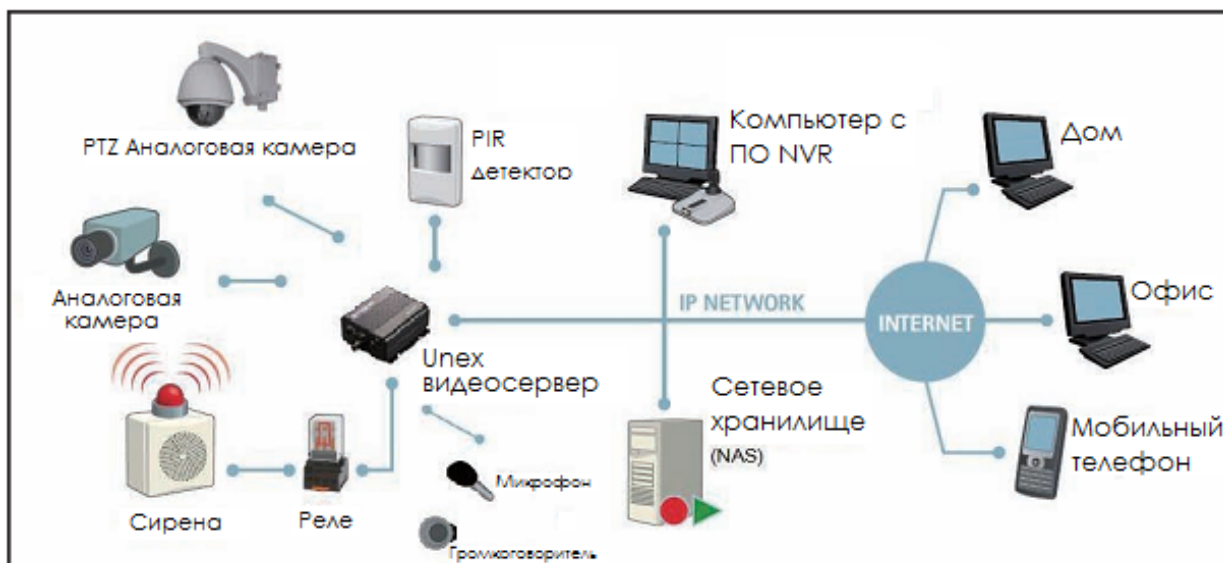 PTZ Аналоговая камера
PIR
детектор
Компьютер с
ПО NVR
Дом
Аналоговая
камера
IP NETWORK
INTERNET
Офис
Unex
видеосервер
Сетевое
хранилище
(NAS)
Мобильный
телефон
Микрофон
Сирена
Реле
Громкоговоритель